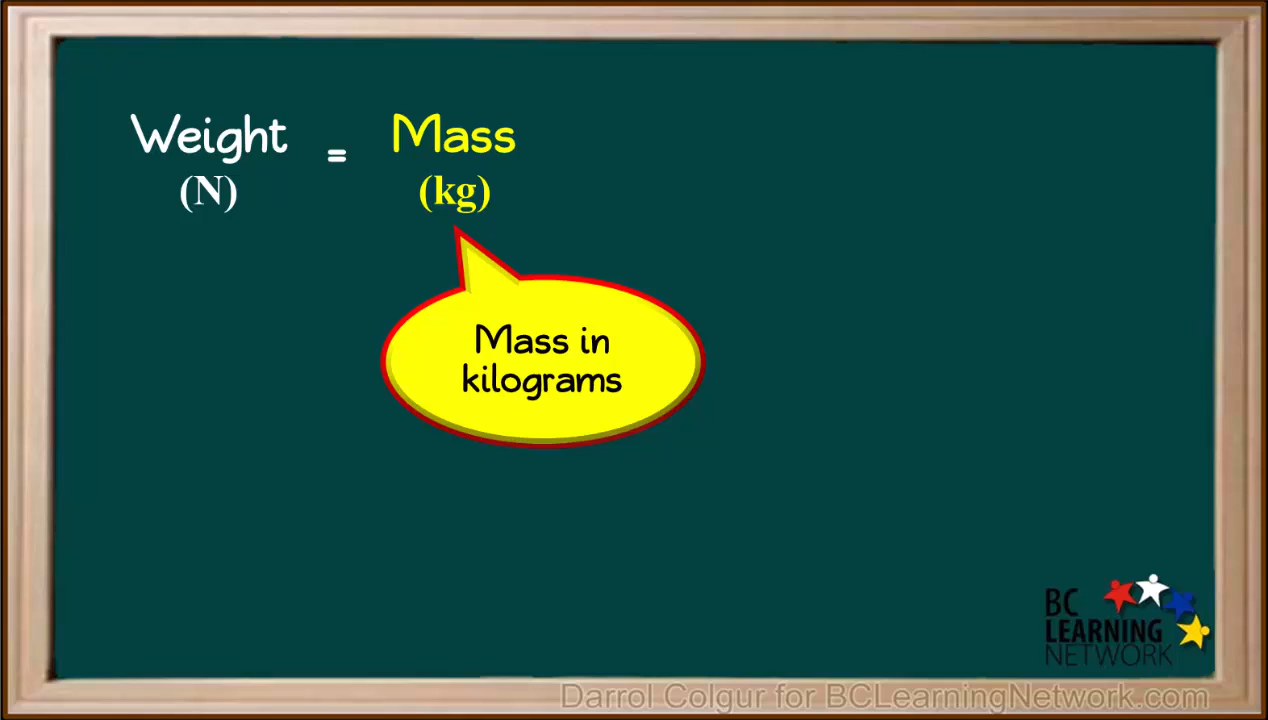 Weight = Mass
(N) (kg)
Mass in
kilograms
BC
LEARNING
NETWORK
Darrol Colgur for BCLearningNetwork.com